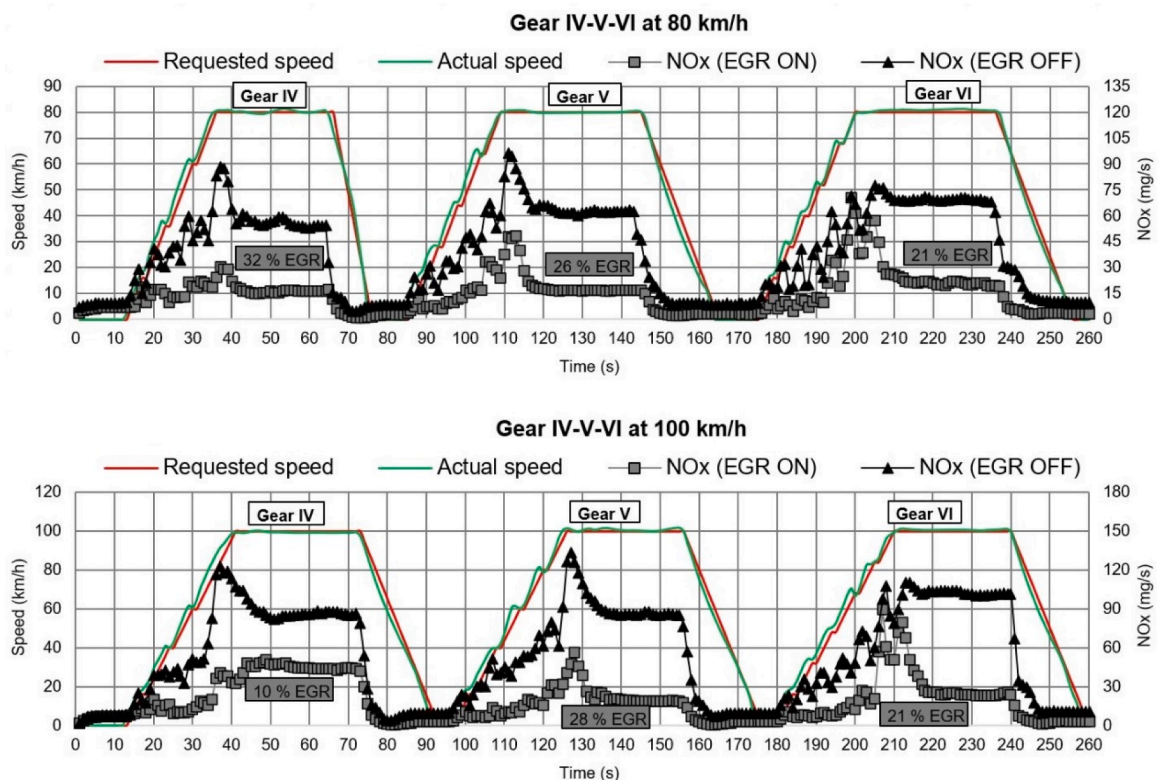 Gear IV-V-VI at 80 km/h
Requested speed Actual speed NOx (EGR ON) NOx (EGR OFF)
90 135
80 Gear IV Gear V Gear VI 120
70 105
60 90
50 75
40 60
30 32 % EGR 26 % EGR 21 % EGR 45
20 30
10 15
0 0
Speed (km/h)
NOx (mg/s)
0 10 20 30 40 50 60 70 80 90 100 110 120 130 140 150 160 170 180 190 200 210 220 230 240 250 260
Time (s)
Gear IV-V-VI at 100 km/h
Requested speed Actual speed NOx (EGR ON) NOx (EGR OFF)
120 180
Gear IV Gear V Gear VI
100 150
80 120
60 90
40 60
20 10 % EGR 28 % EGR 21 % EGR 30
0 0
Speed (km/h)
NOx (mg/s)
0 10 20 30 40 50 60 70 80 90 100 110 120 130 140 150 160 170 180 190 200 210 220 230 240 250 260
Time (s)